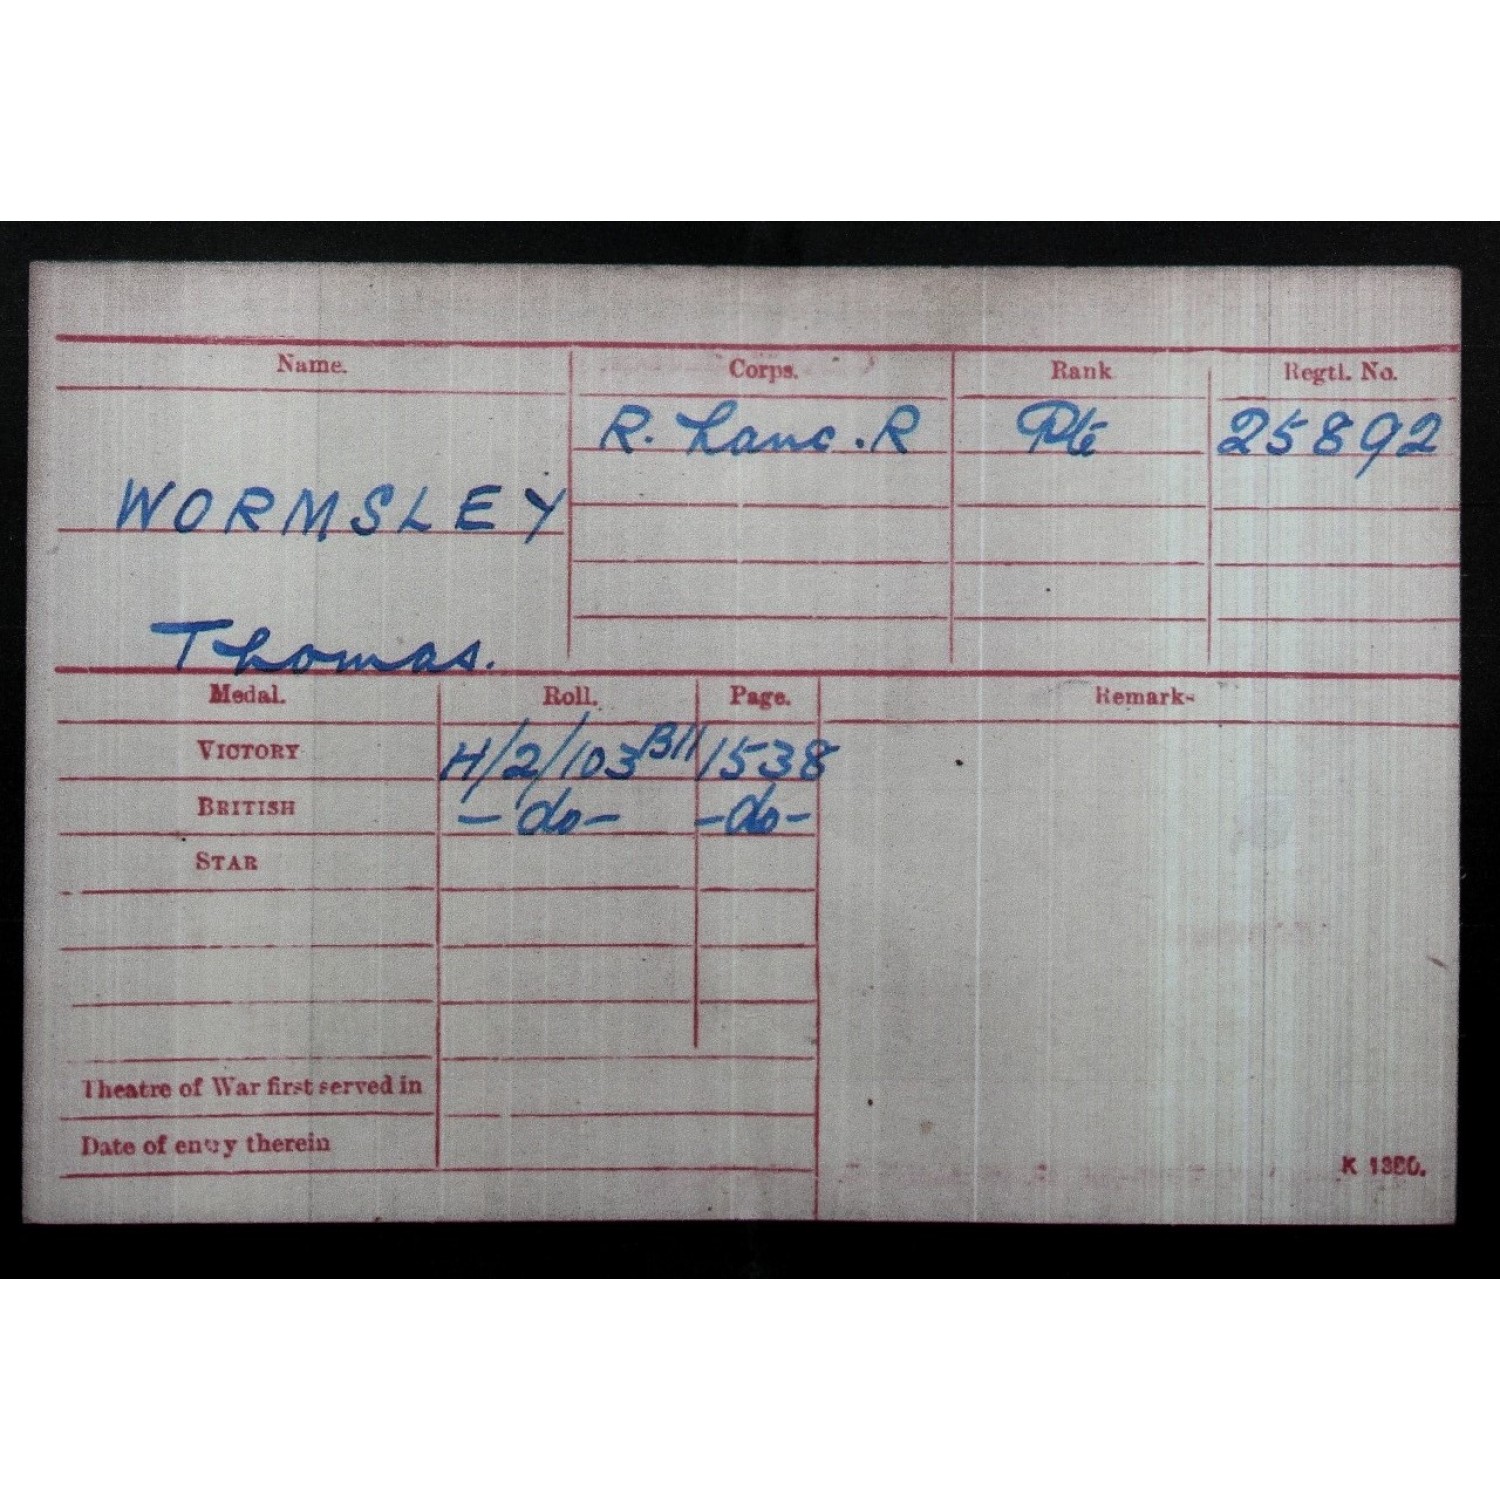 Name. Corps. Rank Regtl. No.
R. Lanc. R Pte 25892
WORMSLEY
Thomas.
Medal. Roll. Page. Remarks
VICTORY H/2/103 B11 1538
BRITISH - do - - do -
STAR
Theatre of War first served in
Date of entry therein
K 1380.